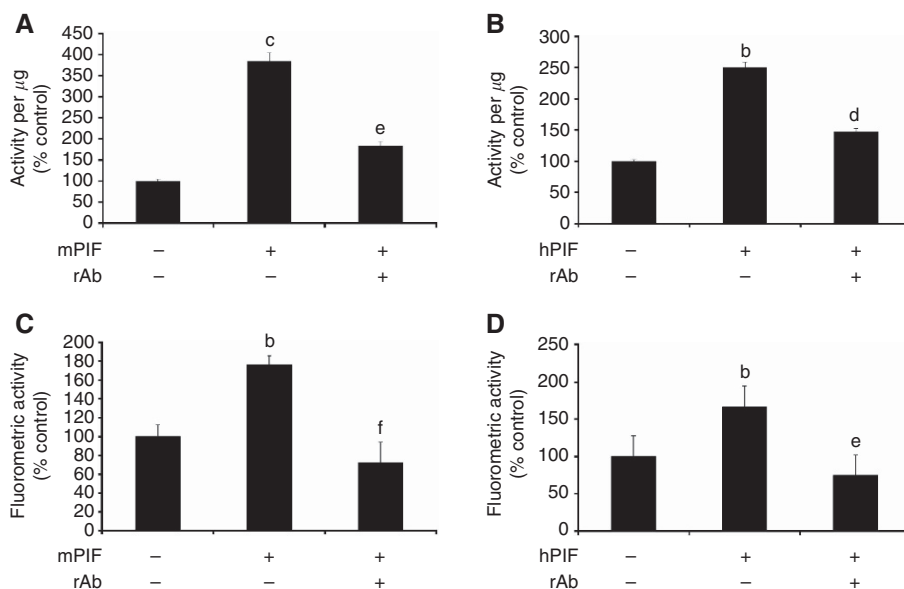 A
Activity per μg
(% control)
450
400
350
300
250
200
150
100
50
0
c
e
mPIF – + +
rAb – – +
B
Activity per μg
(% control)
300
250
200
150
100
50
0
b
d
hPIF – + +
rAb – – +
C
Fluorometric activity
(% control)
200
180
160
140
120
100
80
60
40
20
0
b
f
mPIF – + +
rAb – – +
D
Fluorometric activity
(% control)
250
200
150
100
50
0
b
e
hPIF – + +
rAb – – +